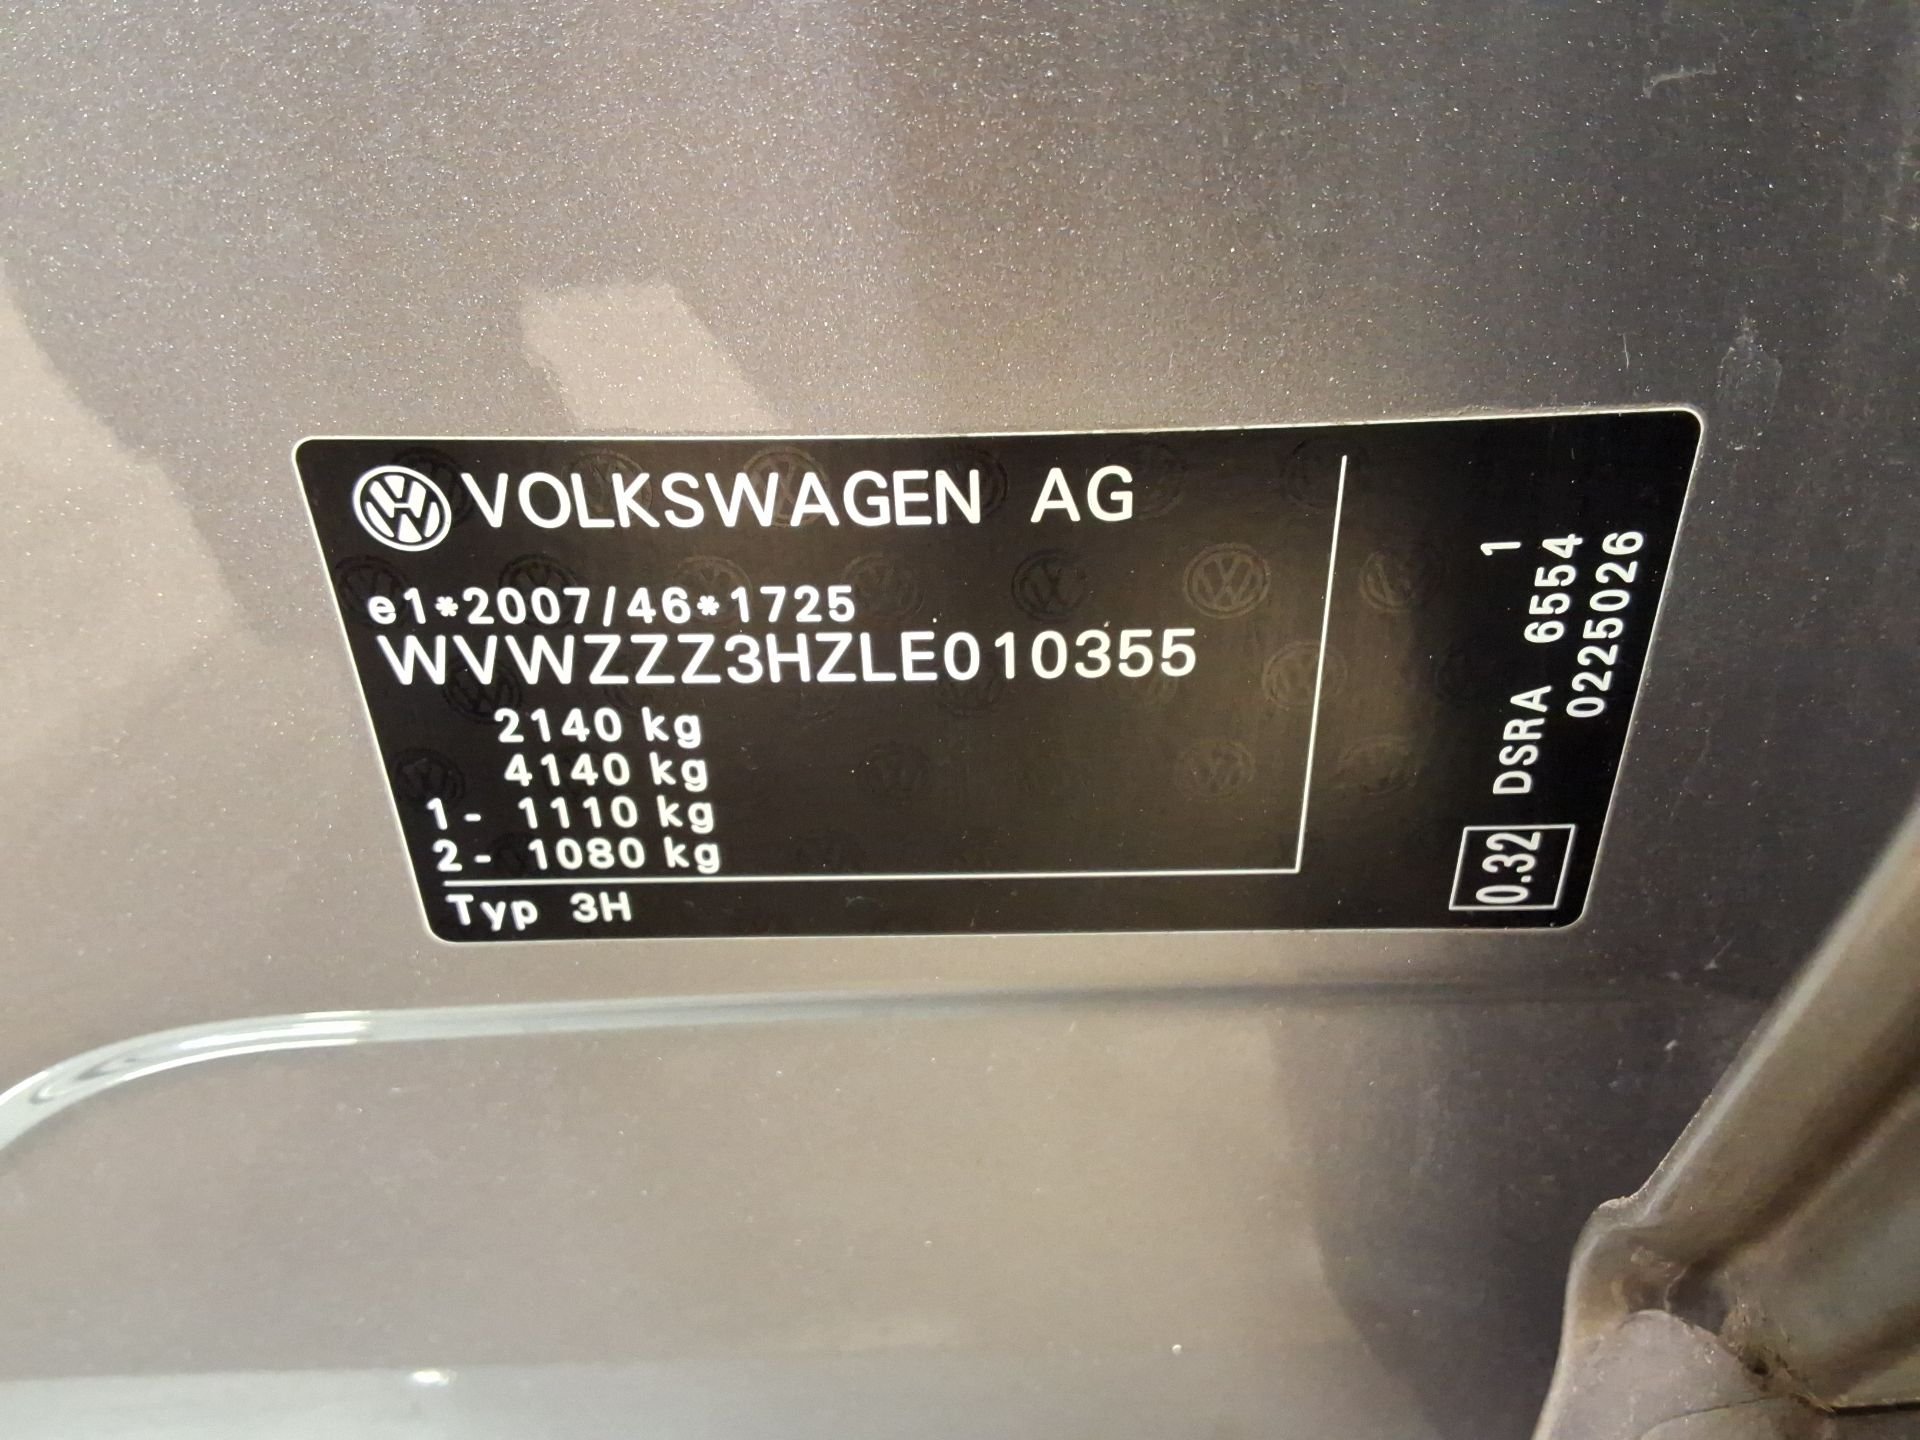 VOLKSWAGEN AG
e1*2007/46*1725
WVWZZZ3HZLE010355
2140 kg
4140 kg
1- 1110 kg
2- 1080 kg
Typ 3H
0.32 DSRA 6554 1
0225026